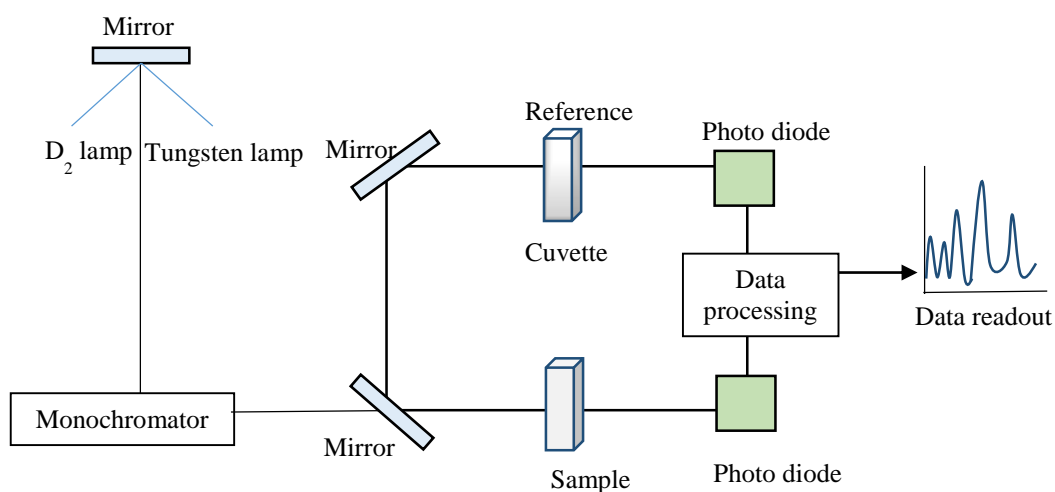 Mirror
D2 lamp
Tungsten lamp
Mirror
Reference
Cuvette
Photo diode
Data
processing
Data readout
Monochromator
Mirror
Sample
Photo diode